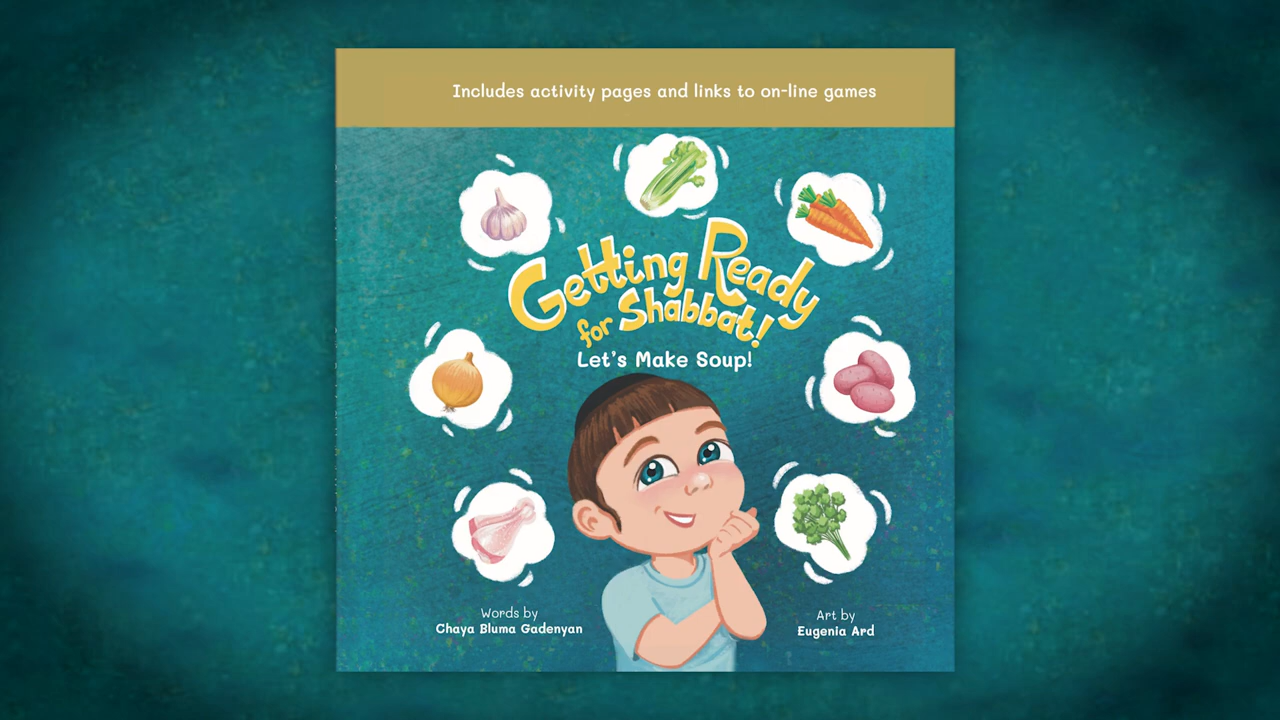 Includes activity pages and links to on-line games
Getting Ready
for Shabbat!
Let's Make Soup!
Words by
Chaya Bluma Gadenyan
Art by
Eugenia Ard